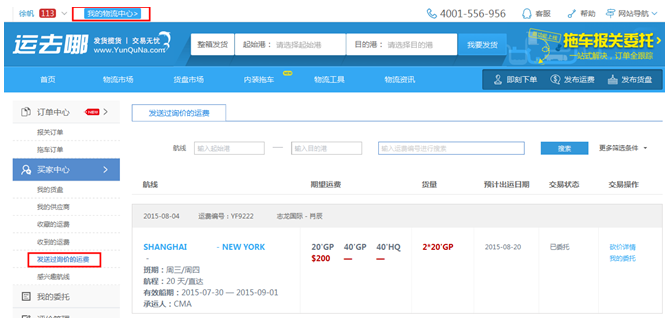 徐帆 113 我的物流中心> 4001-556-956 客服 帮助 网站导航
运去哪 发货揽货 | 交易无忧 www.YunQuNa.com 整箱发货 起始港： 请选择起始港 目的港： 请选择目的港 我要发货 拖车报关委托
一站式解决，订单全跟踪
首页 物流市场 货盘市场 内装拖车 物流工具 物流资讯 即刻下单 发布运费 发布货盘
订单中心 NEW
报关订单
拖车订单
买家中心
我的货盘
我的供应商
收藏的运费
收到的运费
发送过询价的运费
感兴趣航线
我的委托
发送过询价的运费
航线 输入起始港 — 输入目的港 输入运费编号进行搜索 搜索 更多筛选条件
航线 期望运费 货量 预计出运日期 交易状态 交易操作
2015-08-04 运费编号：YF9222 志龙国际 - 肖辰
SHANGHAI - NEW YORK 20'GP 40'GP 40'HQ 2*20'GP 2015-08-20 已委托 砍价详情
- $200 — — 我的委托
班期：周三/周四
航程：20 天/直达
有效船期：2015-07-30 — 2015-09-01
承运人：CMA